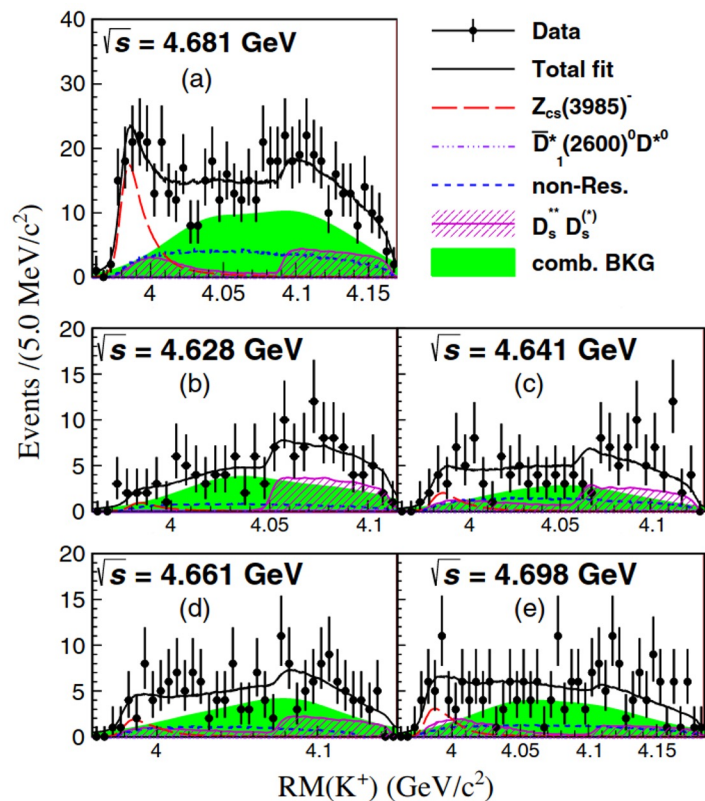 Events /(5.0 MeV/c²)
√s = 4.681 GeV
(a)
40
30
20
10
0
4
4.05
4.1
4.15
Data
Total fit
Z_cs(3985)⁻
D̄*₁(2600)⁰D*⁰
non-Res.
D_s** D_s^(*)
comb. BKG
√s = 4.628 GeV
(b)
20
15
10
5
0
4
4.05
4.1
√s = 4.641 GeV
(c)
4
4.05
4.1
√s = 4.661 GeV
(d)
20
15
10
5
0
4
4.1
√s = 4.698 GeV
(e)
4
4.05
4.1
4.15
RM(K⁺) (GeV/c²)